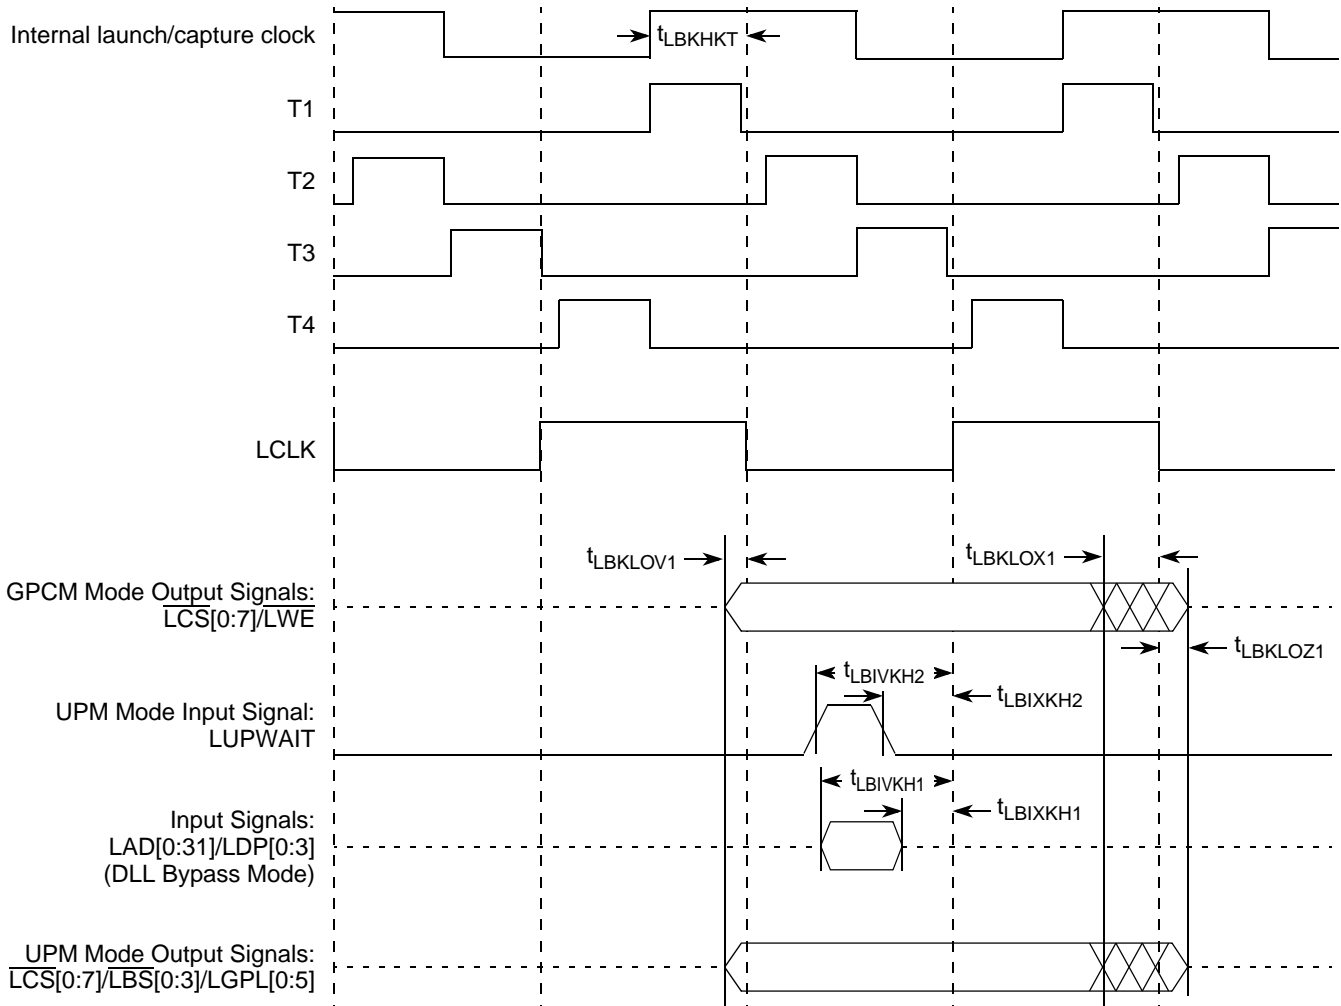 Internal launch/capture clock
tLBKHKT
T1
T2
T3
T4
LCLK
tLBKLOV1
tLBKLOX1
GPCM Mode Output Signals:
LCS[0:7]/LWE
tLBKLOZ1
tLBIVKH2
tLBIXKH2
UPM Mode Input Signal:
LUPWAIT
tLBIVKH1
tLBIXKH1
Input Signals:
LAD[0:31]/LDP[0:3]
(DLL Bypass Mode)
UPM Mode Output Signals:
LCS[0:7]/LBS[0:3]/LGPL[0:5]